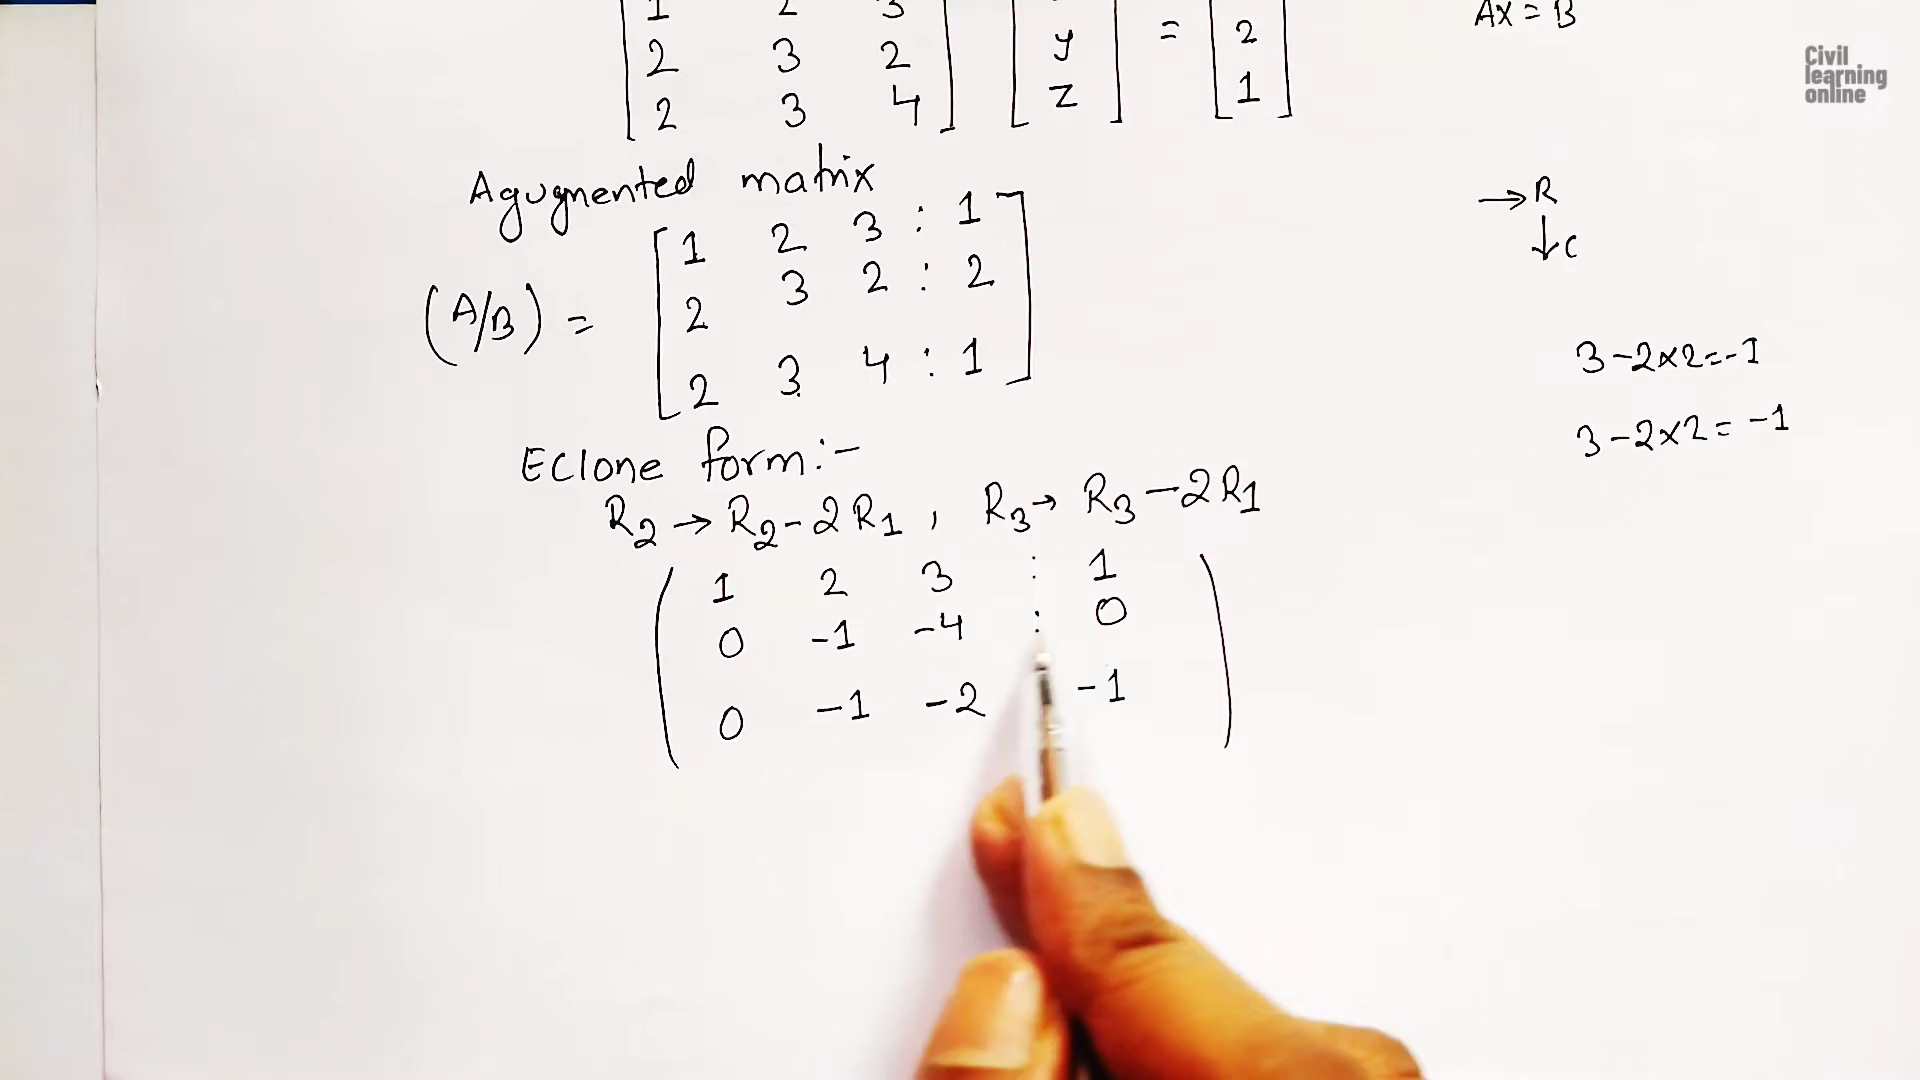 1 2 3
2 3 2 y = 2
2 3 4 z 1
AX = B
Civil
learning
online
Agugmented matrix
→R
↓C
1 2 3 : 1
(A/B) = 2 3 2 : 2
2 3 4 : 1
3-2×2=-1
3-2×2=-1
Eclone form:-
R2 → R2-2R1, R3→ R3-2R1
1 2 3 : 1
0 -1 -4 : 0
0 -1 -2 -1